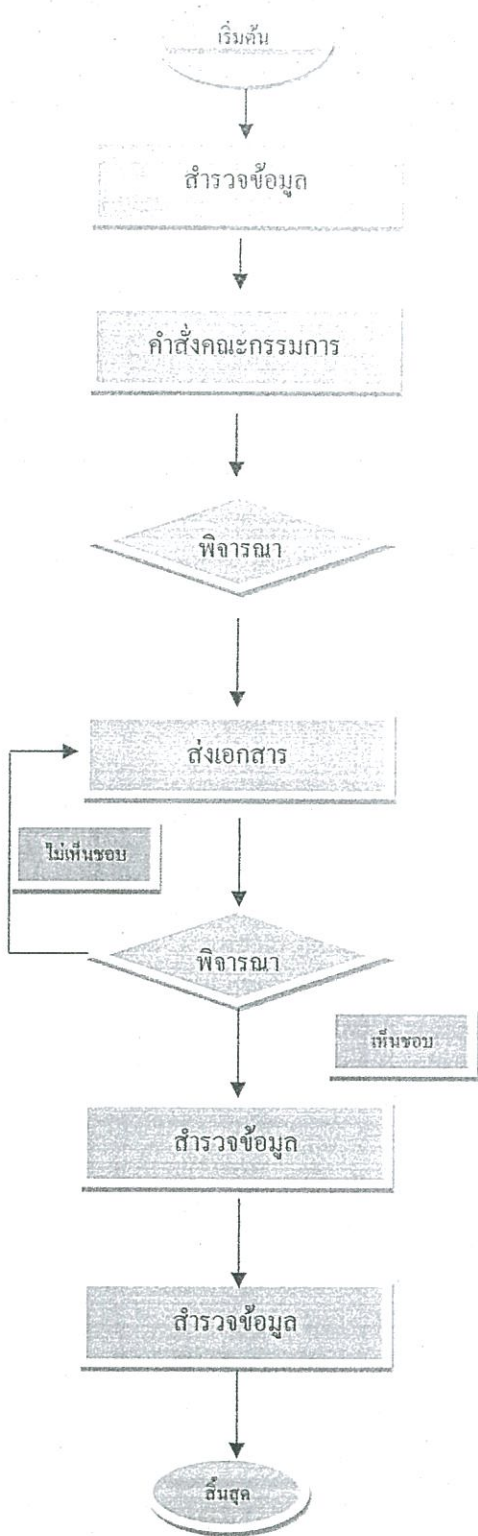 เริ่มต้น
สำรวจข้อมูล
คำสั่งคณะกรรมการ
พิจารณา
ส่งเอกสาร
ไม่เห็นชอบ
พิจารณา
เห็นชอบ
สำรวจข้อมูล
สำรวจข้อมูล
สิ้นสุด